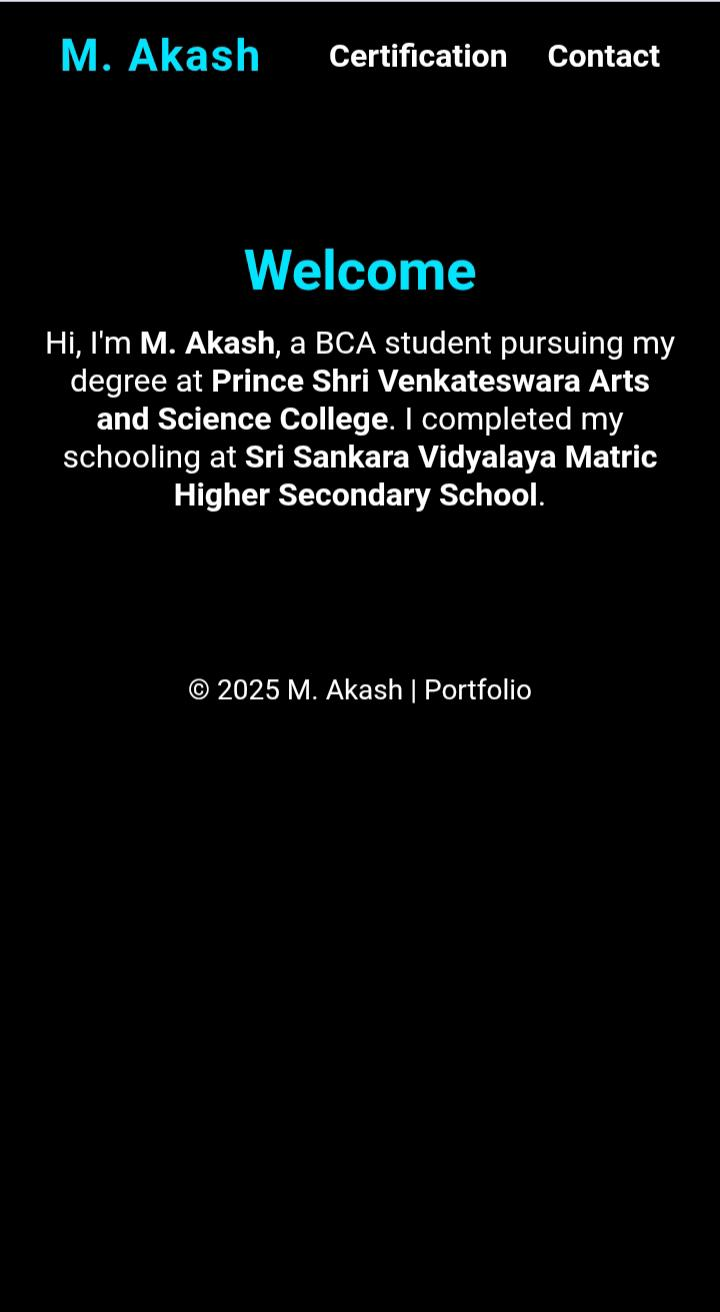 M. Akash Certification Contact
Welcome
Hi, I'm M. Akash, a BCA student pursuing my
degree at Prince Shri Venkateswara Arts
and Science College. I completed my
schooling at Sri Sankara Vidyalaya Matric
Higher Secondary School.
© 2025 M. Akash | Portfolio